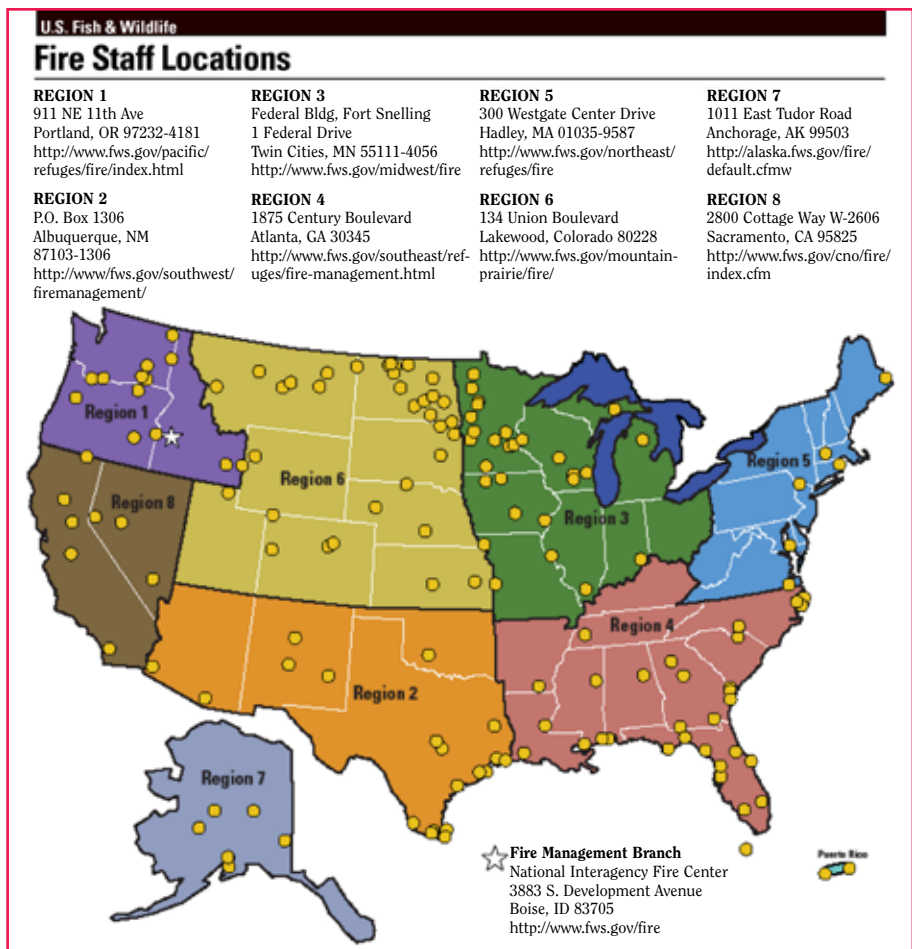 U.S. Fish & Wildlife
Fire Staff Locations
REGION 1
911 NE 11th Ave
Portland, OR 97232-4181
http://www.fws.gov/pacific/
refuges/fire/index.html
REGION 2
P.O. Box 1306
Albuquerque, NM
87103-1306
http://www/fws.gov/southwest/
firemanagement/
REGION 3
Federal Bldg, Fort Snelling
1 Federal Drive
Twin Cities, MN 55111-4056
http://www.fws.gov/midwest/fire
REGION 4
1875 Century Boulevard
Atlanta, GA 30345
http://www.fws.gov/southeast/ref-
uges/fire-management.html
REGION 5
300 Westgate Center Drive
Hadley, MA 01035-9587
http://www.fws.gov/northeast/
refuges/fire
REGION 6
134 Union Boulevard
Lakewood, Colorado 80228
http://www.fws.gov/mountain-
prairie/fire/
REGION 7
1011 East Tudor Road
Anchorage, AK 99503
http://alaska.fws.gov/fire/
default.cfmw
REGION 8
2800 Cottage Way W-2606
Sacramento, CA 95825
http://www.fws.gov/cno/fire/
index.cfm
Region 1
Region 8
Region 6
Region 3
Region 5
Region 4
Region 2
Region 7
Puerto Rico
Fire Management Branch
National Interagency Fire Center
3883 S. Development Avenue
Boise, ID 83705
http://www.fws.gov/fire